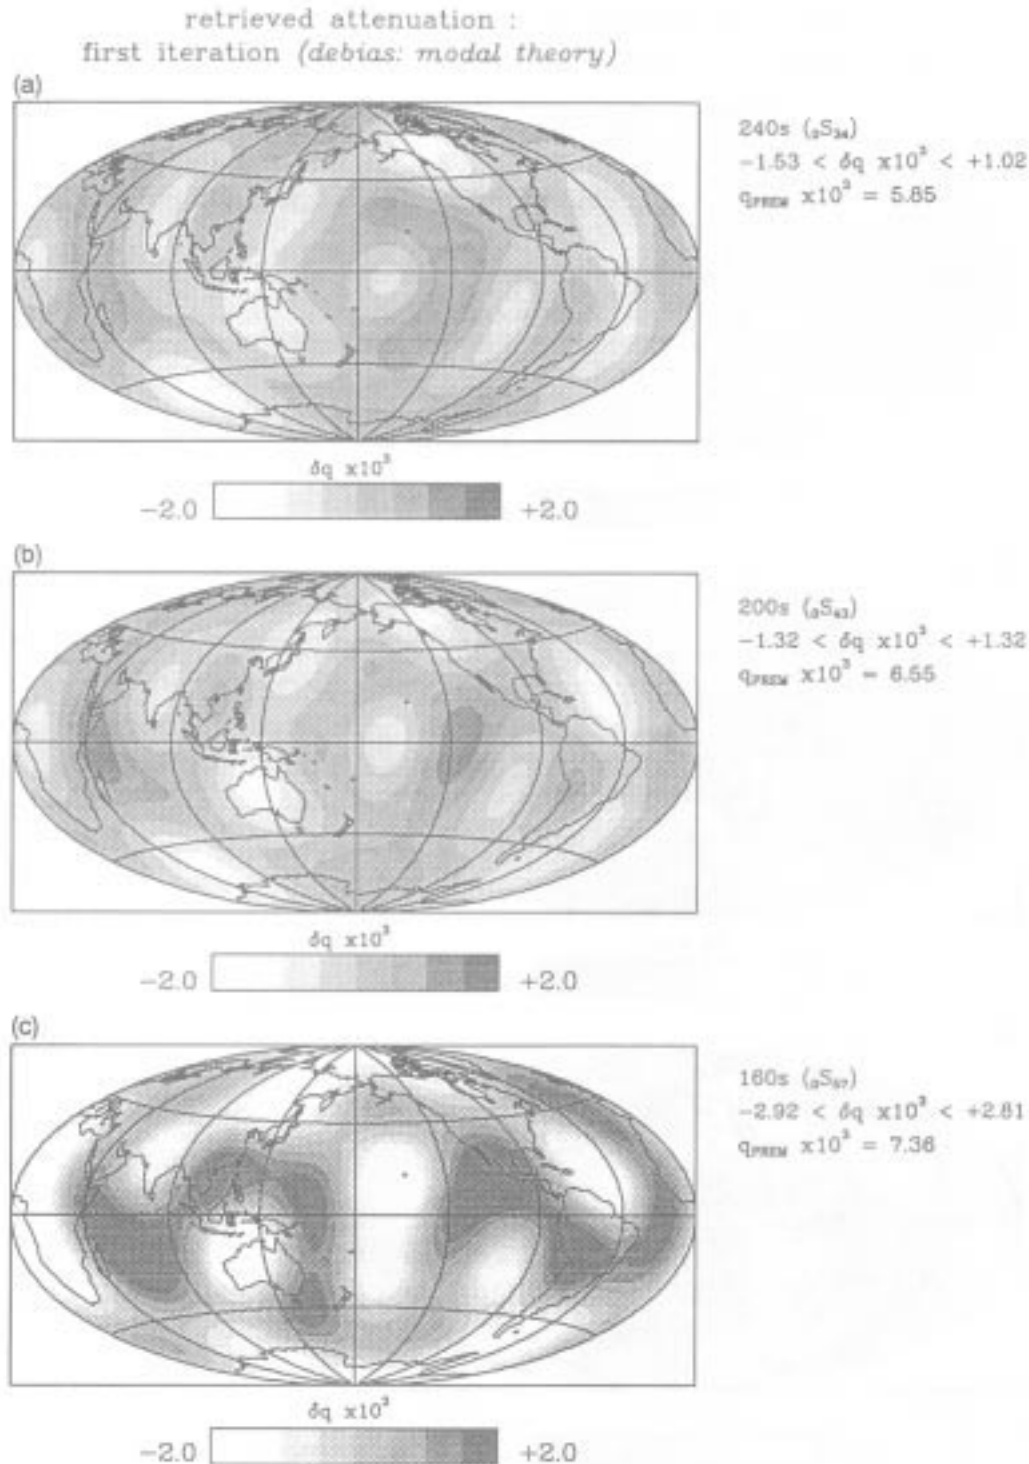 retrieved attenuation :
first iteration (debias: modal theory)
(a)
240s (₀S₃₄)
−1.53 < δq x10³ < +1.02
qPREM x10³ = 5.85
δq x10³
−2.0 +2.0
(b)
200s (₀S₄₃)
−1.32 < δq x10³ < +1.32
qPREM x10³ = 6.55
δq x10³
−2.0 +2.0
(c)
160s (₀S₅₇)
−2.92 < δq x10³ < +2.81
qPREM x10³ = 7.36
δq x10³
−2.0 +2.0